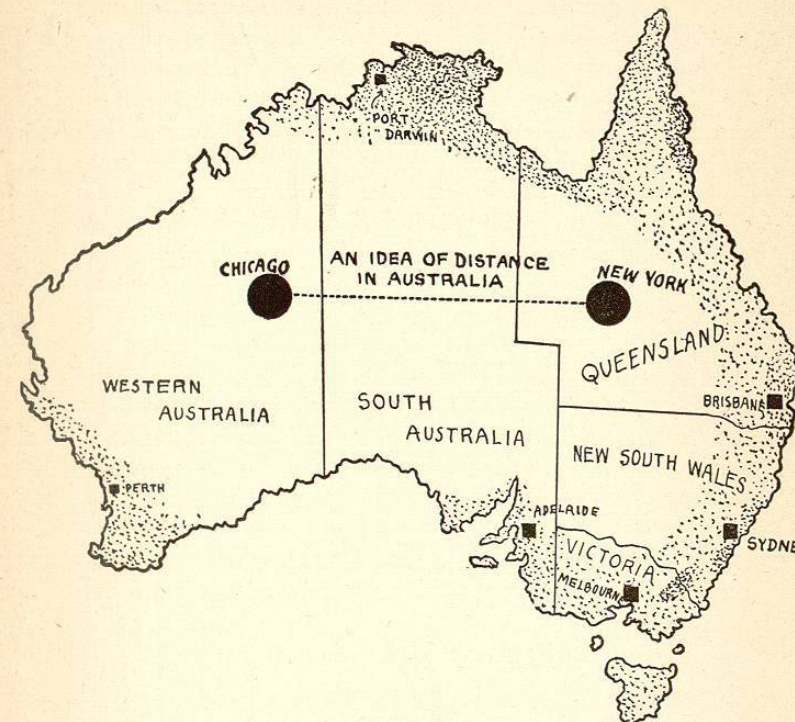 PORT
DARWIN
CHICAGO
AN IDEA OF DISTANCE
IN AUSTRALIA
NEW YORK
QUEENSLAND
WESTERN
AUSTRALIA
SOUTH
AUSTRALIA
BRISBANE
NEW SOUTH WALES
PERTH
ADELAIDE
SYDNE
VICTORIA
MELBOURNE